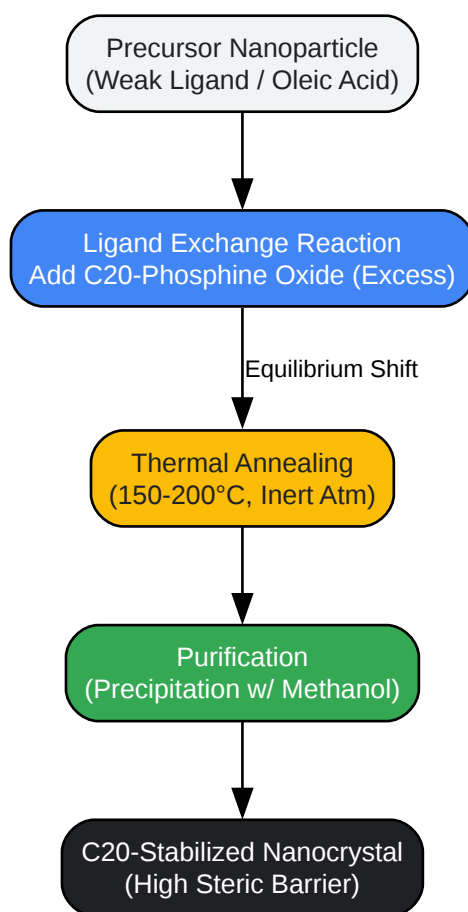 Precursor Nanoparticle
(Weak Ligand / Oleic Acid)
Ligand Exchange Reaction
Add C20-Phosphine Oxide (Excess)
Equilibrium Shift
Thermal Annealing
(150-200°C, Inert Atm)
Purification
(Precipitation w/ Methanol)
C20-Stabilized Nanocrystal
(High Steric Barrier)